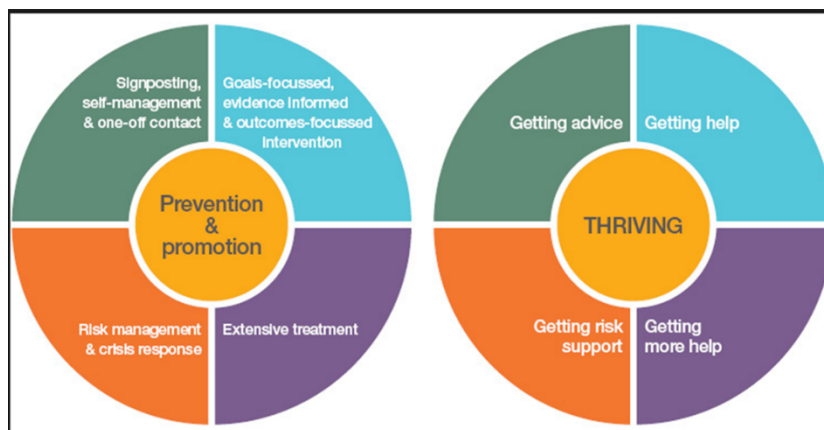 Signposting,
self-management
& one-off contact
Goals-focussed,
evidence informed
& outcomes-focussed
intervention
Prevention
&
promotion
Risk management
& crisis response
Extensive treatment
Getting advice
Getting help
THRIVING
Getting risk
support
Getting
more help